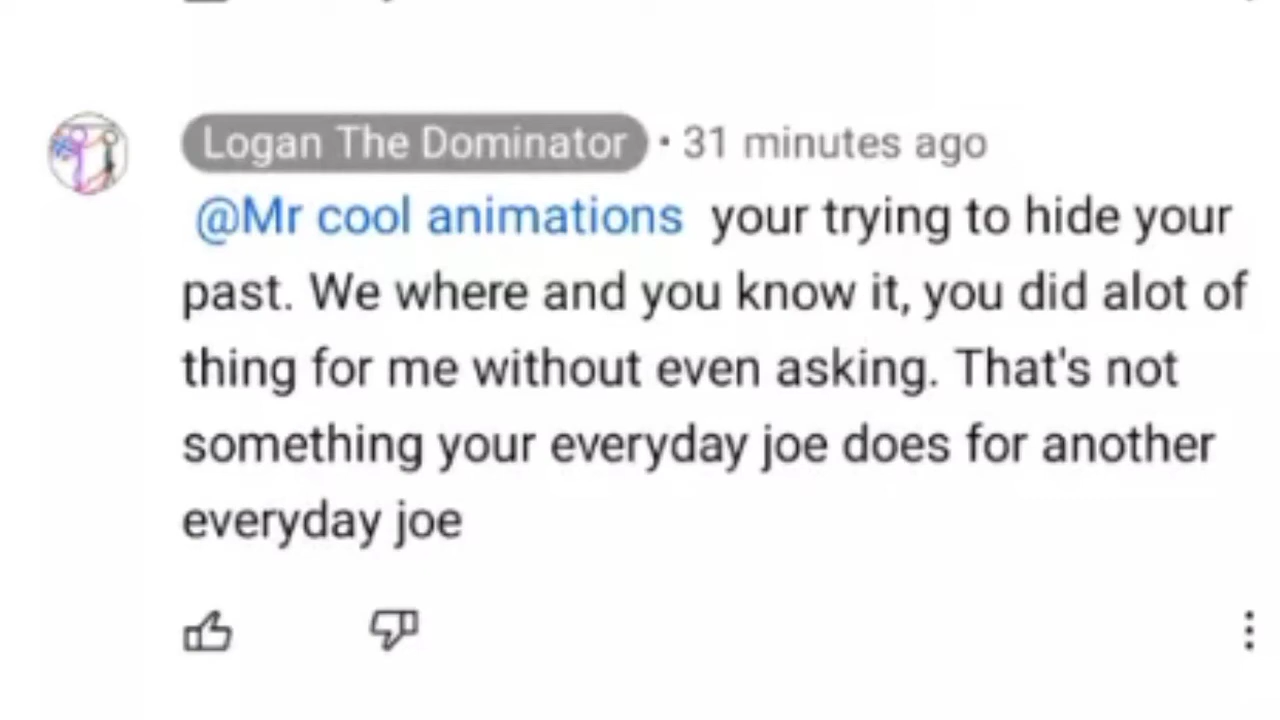 Logan The Dominator • 31 minutes ago
@Mr cool animations your trying to hide your
past. We where and you know it, you did alot of
thing for me without even asking. That's not
something your everyday joe does for another
everyday joe